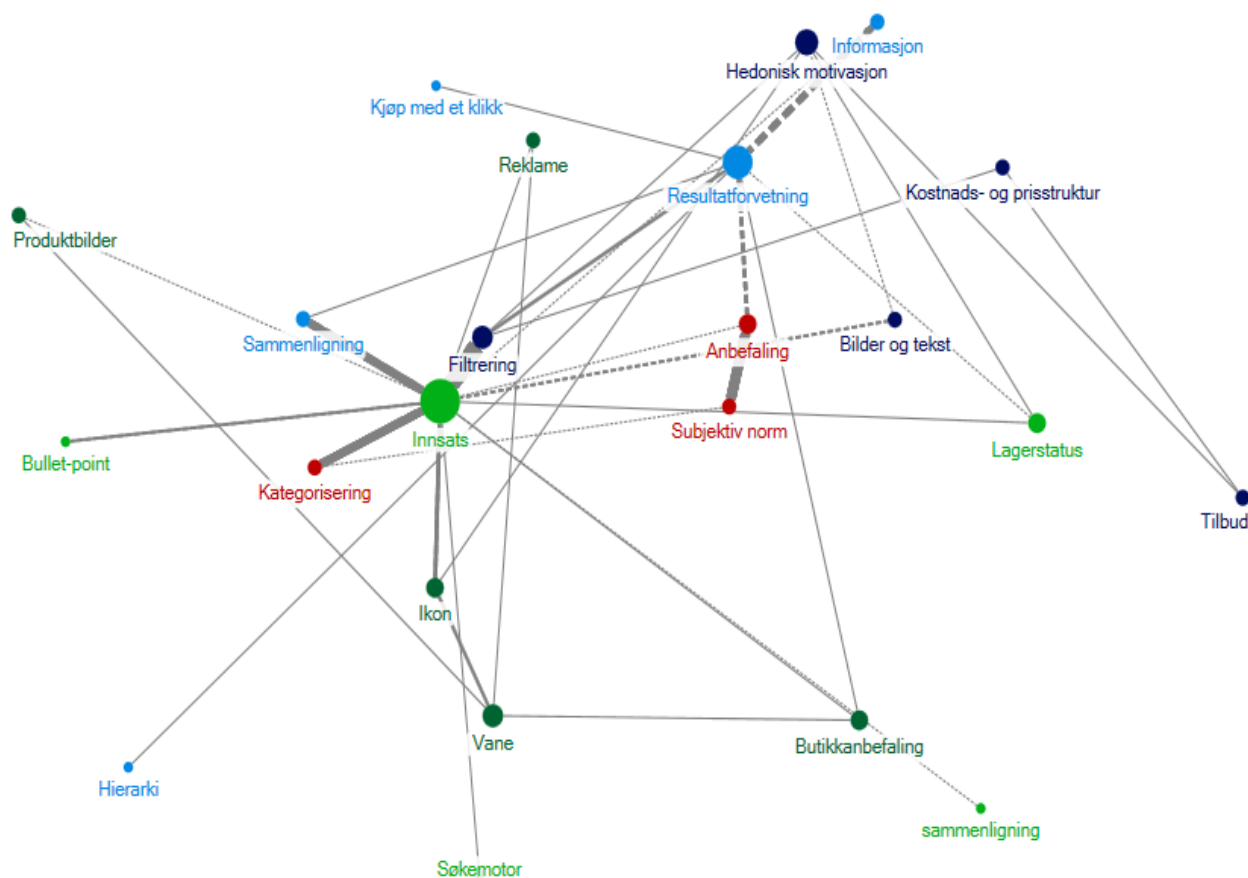 Informasjon
Hedonisk motivasjon
Kjøp med et klikk
Reklame
Resultatforvetning
Kostnads- og prisstruktur
Produktbilder
Sammenligning
Filtrering
Anbefaling
Bilder og tekst
Innsats
Subjektiv norm
Lagerstatus
Bullet-point
Kategorisering
Tilbud
Ikon
Vane
Butikkanbefaling
Hierarki
sammenligning
Søkemotor